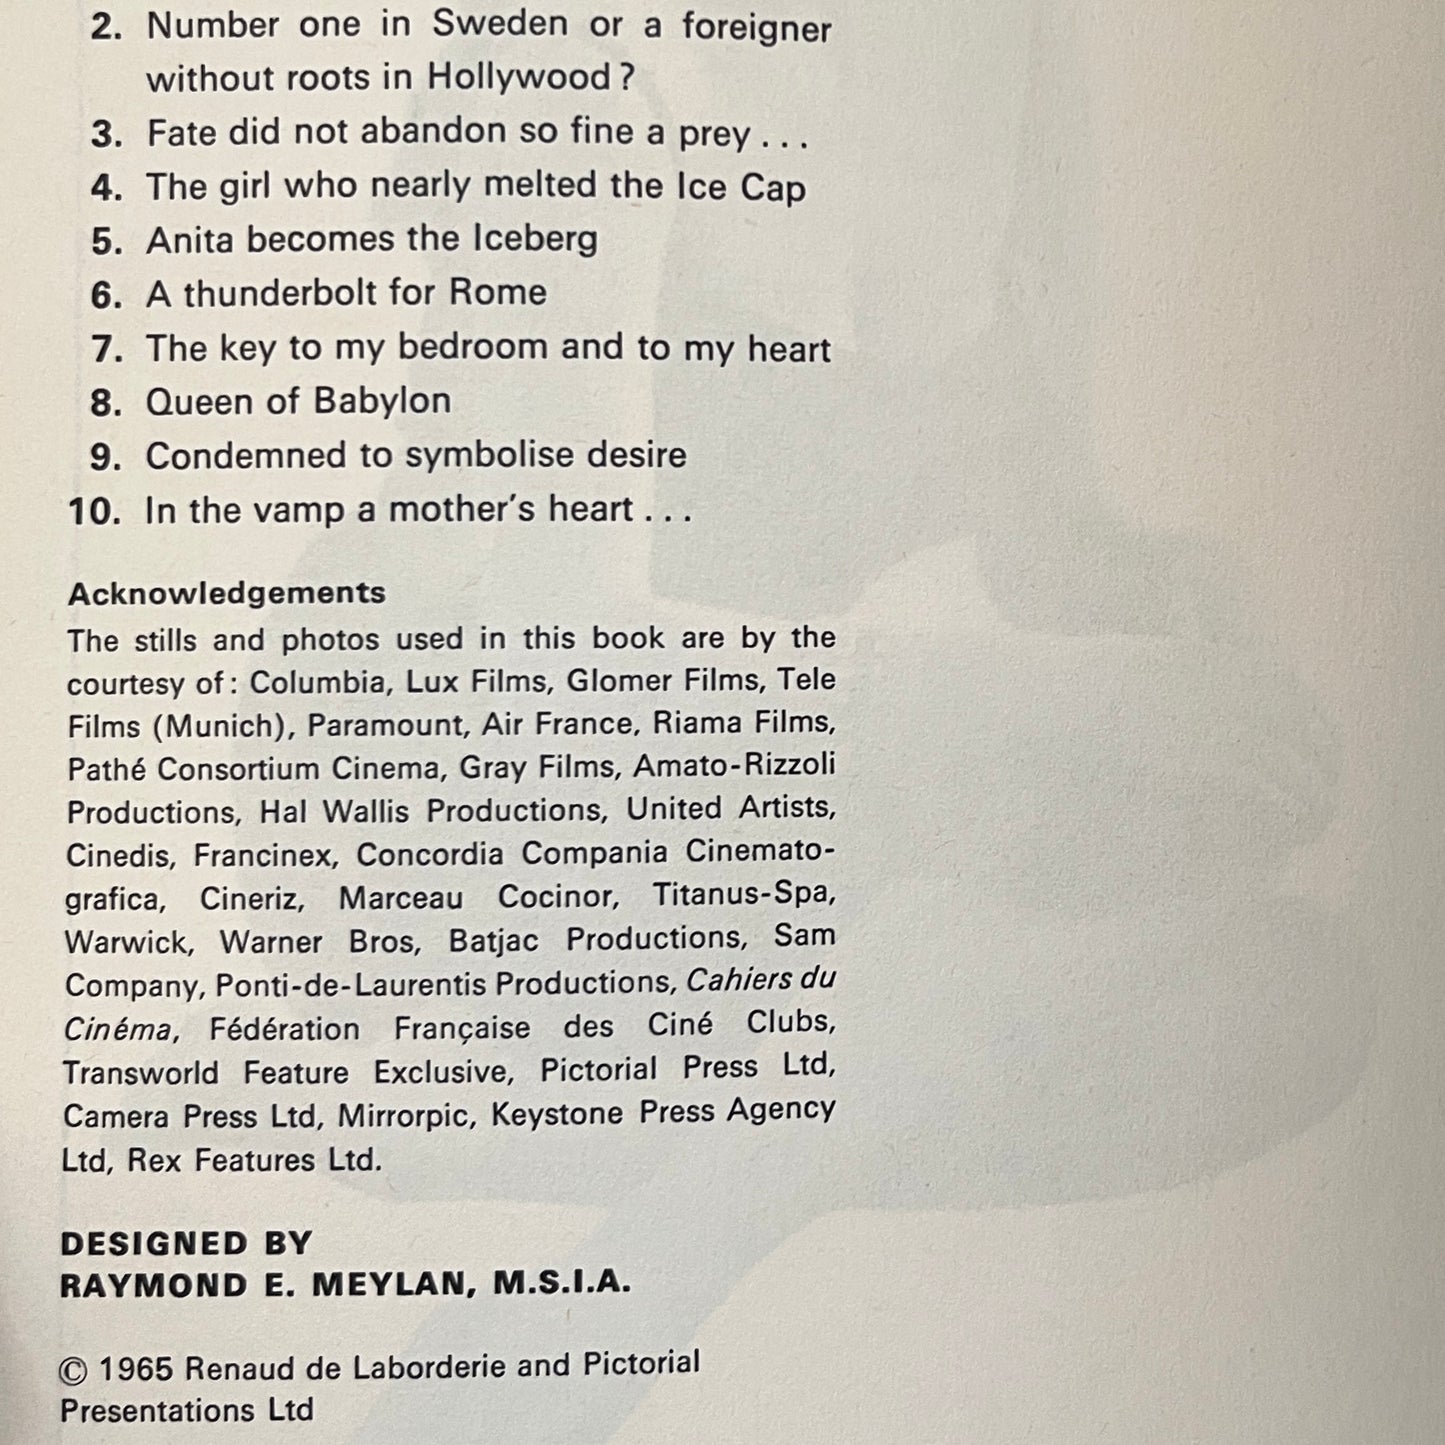 2. Number one in Sweden or a foreigner
without roots in Hollywood?
3. Fate did not abandon so fine a prey...
4. The girl who nearly melted the Ice Cap
5. Anita becomes the Iceberg
6. A thunderbolt for Rome
7. The key to my bedroom and to my heart
8. Queen of Babylon
9. Condemned to symbolise desire
10. In the vamp a mother's heart...
Acknowledgements
The stills and photos used in this book are by the
courtesy of: Columbia, Lux Films, Glomer Films, Tele
Films (Munich), Paramount, Air France, Riama Films,
Pathé Consortium Cinema, Gray Films, Amato-Rizzoli
Productions, Hal Wallis Productions, United Artists,
Cinedis, Francinex, Concordia Compania Cinemato-
grafica, Cineriz, Marceau Cocinor, Titanus-Spa,
Warwick, Warner Bros, Batjac Productions, Sam
Company, Ponti-de-Laurentis Productions, Cahiers du
Cinéma, Fédération Française des Ciné Clubs,
Transworld Feature Exclusive, Pictorial Press Ltd,
Camera Press Ltd, Mirrorpic, Keystone Press Agency
Ltd, Rex Features Ltd.
DESIGNED BY
RAYMOND E. MEYLAN, M.S.I.A.
© 1965 Renaud de Laborderie and Pictorial
Presentations Ltd